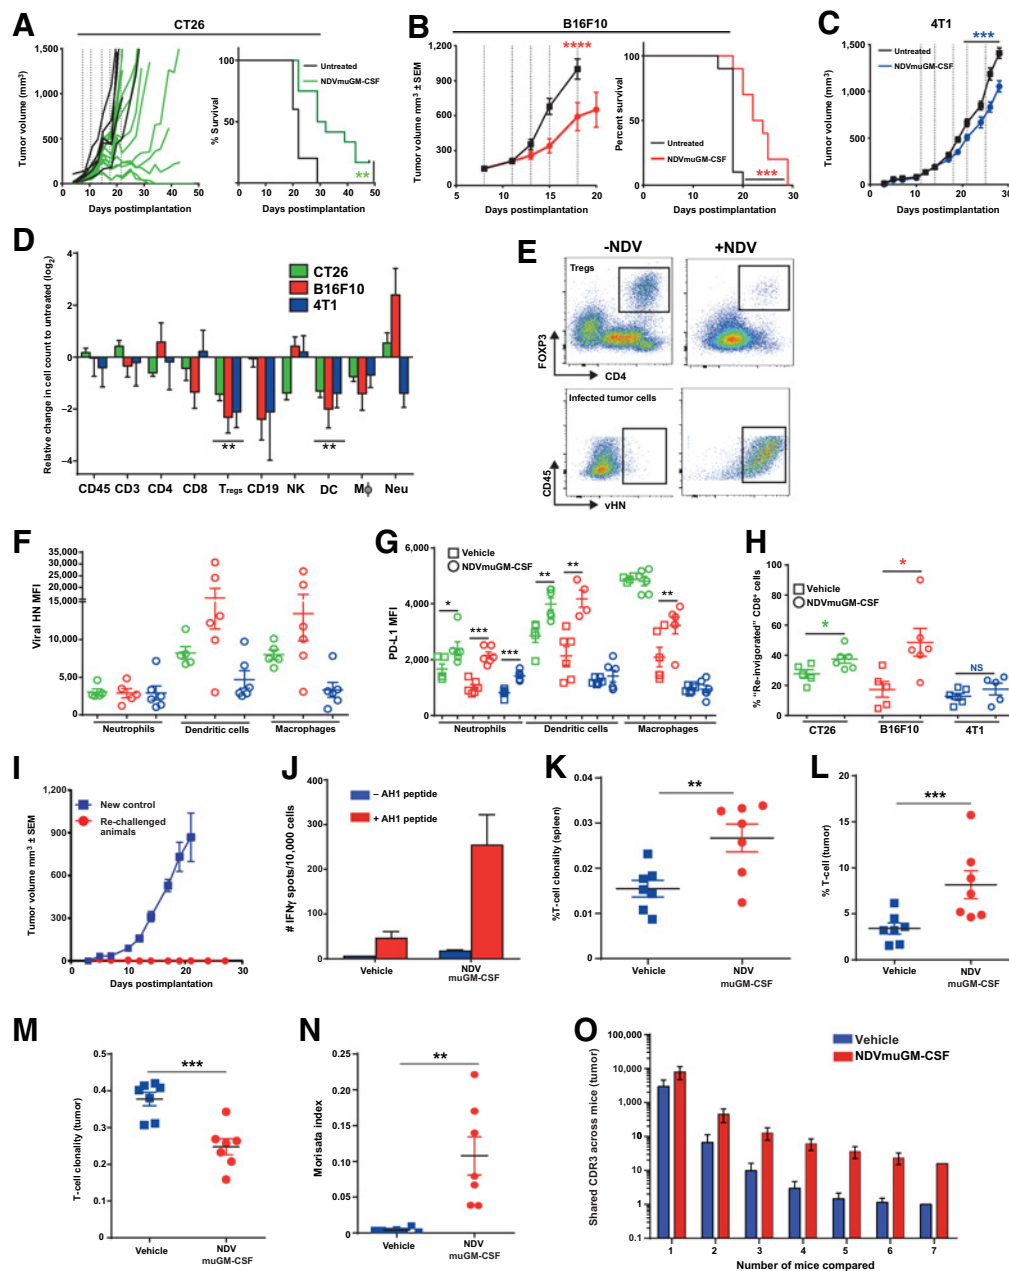 A
CT26
1,500
1,000
500
0
Tumor volume (mm³)
0 10 20 30 40 50
Days postimplantation
100
50
0
% Survival
Untreated
NDVmuGM-CSF
**
0 10 20 30 40 50
Days postimplantation
B
B16F10
1,200
900
600
300
0
Tumor volume mm³ ± SEM
****
5 10 15 20
Days postimplantation
100
50
0
Percent survival
Untreated
NDVmuGM-CSF
***
0 10 20 30
Days postimplantation
C
4T1
1,500
1,000
500
0
Tumor volume (mm³)
Untreated
NDVmuGM-CSF
***
0 10 20 30
Days postimplantation
D
4
2
0
−2
−4
Relative change in cell count to untreated (log2)
CT26
B16F10
4T1
** **
CD45 CD3 CD4 CD8 Tregs CD19 NK DC Mϕ Neu
E
-NDV +NDV
Tregs
FOXP3
CD4
Infected tumor cells
CD45
vHN
F
35,000
30,000
25,000
20,000
15,000
10,000
5,000
0
Viral HN MFI
Neutrophils Dendritic cells Macrophages
G
6,000
4,000
2,000
0
PD-L1 MFI
Vehicle
NDVmuGM-CSF
* *** *** ** ** **
Neutrophils Dendritic cells Macrophages
H
100
80
60
40
20
0
% "Re-invigorated" CD8⁺ cells
Vehicle
NDVmuGM-CSF
* * NS
CT26 B16F10 4T1
I
1,200
900
600
300
0
Tumor volume mm³ ± SEM
New control
Re-challenged
animals
0 10 20 30
Days postimplantation
J
400
300
200
100
0
# IFNγ spots/10,000 cells
− AH1 peptide
+ AH1 peptide
Vehicle NDV
muGM-CSF
K
0.04
0.03
0.02
0.01
0.00
%T-cell clonality (spleen)
**
Vehicle NDV
muGM-CSF
L
20
15
10
5
0
% T-cell (tumor)
***
Vehicle NDV
muGM-CSF
M
0.5
0.4
0.3
0.2
0.1
0
T-cell clonality (tumor)
***
Vehicle NDV
muGM-CSF
N
0.25
0.20
0.15
0.10
0.05
0
Morisata index
**
Vehicle NDV
muGM-CSF
O
100,000
10,000
1,000
10
10
1
0.1
Shared CDR3 across mice (tumor)
Vehicle
NDVmuGM-CSF
1 2 3 4 5 6 7
Number of mice compared